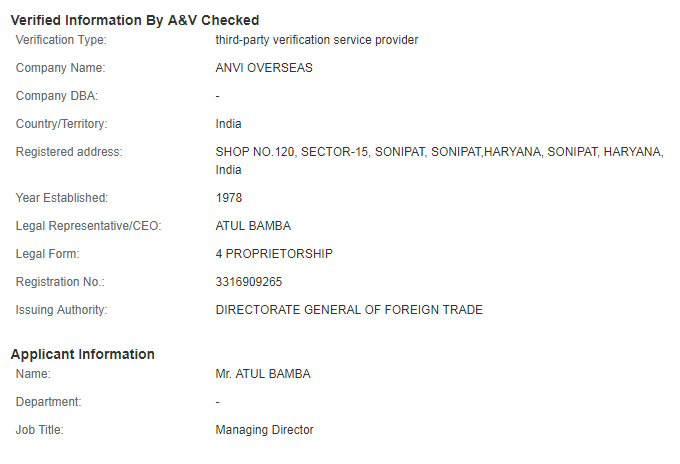 Verified Information By A&V Checked
Verification Type: third-party verification service provider
Company Name: ANVI OVERSEAS
Company DBA: -
Country/Territory: India
Registered address: SHOP NO.120, SECTOR-15, SONIPAT, SONIPAT,HARYANA, SONIPAT, HARYANA,
India
Year Established: 1978
Legal Representative/CEO: ATUL BAMBA
Legal Form: 4 PROPRIETORSHIP
Registration No.: 3316909265
Issuing Authority: DIRECTORATE GENERAL OF FOREIGN TRADE
Applicant Information
Name: Mr. ATUL BAMBA
Department: -
Job Title: Managing Director